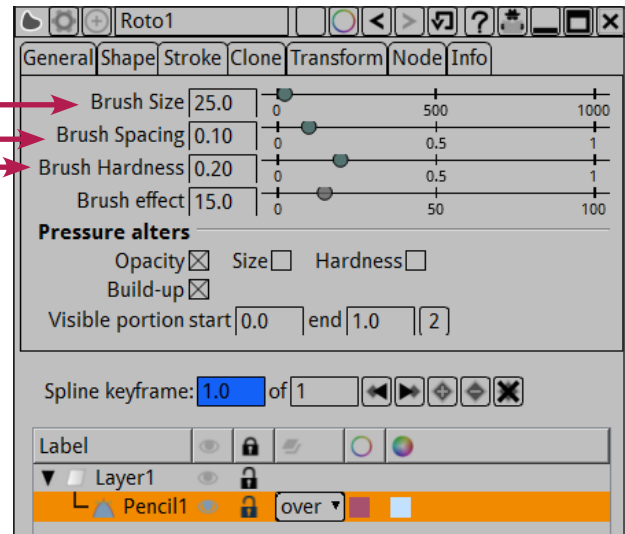 Roto1 ?
General Shape Stroke Clone Transform Node Info
Brush Size 25.0 0 500 1000
Brush Spacing 0.10 0 0.5 1
Brush Hardness 0.20 0 0.5 1
Brush effect 15.0 0 50 100
Pressure alters
Opacity Size Hardness
Build-up
Visible portion start 0.0 end 1.0 2
Spline keyframe: 1.0 of 1
Label
Layer1
Pencil1 over